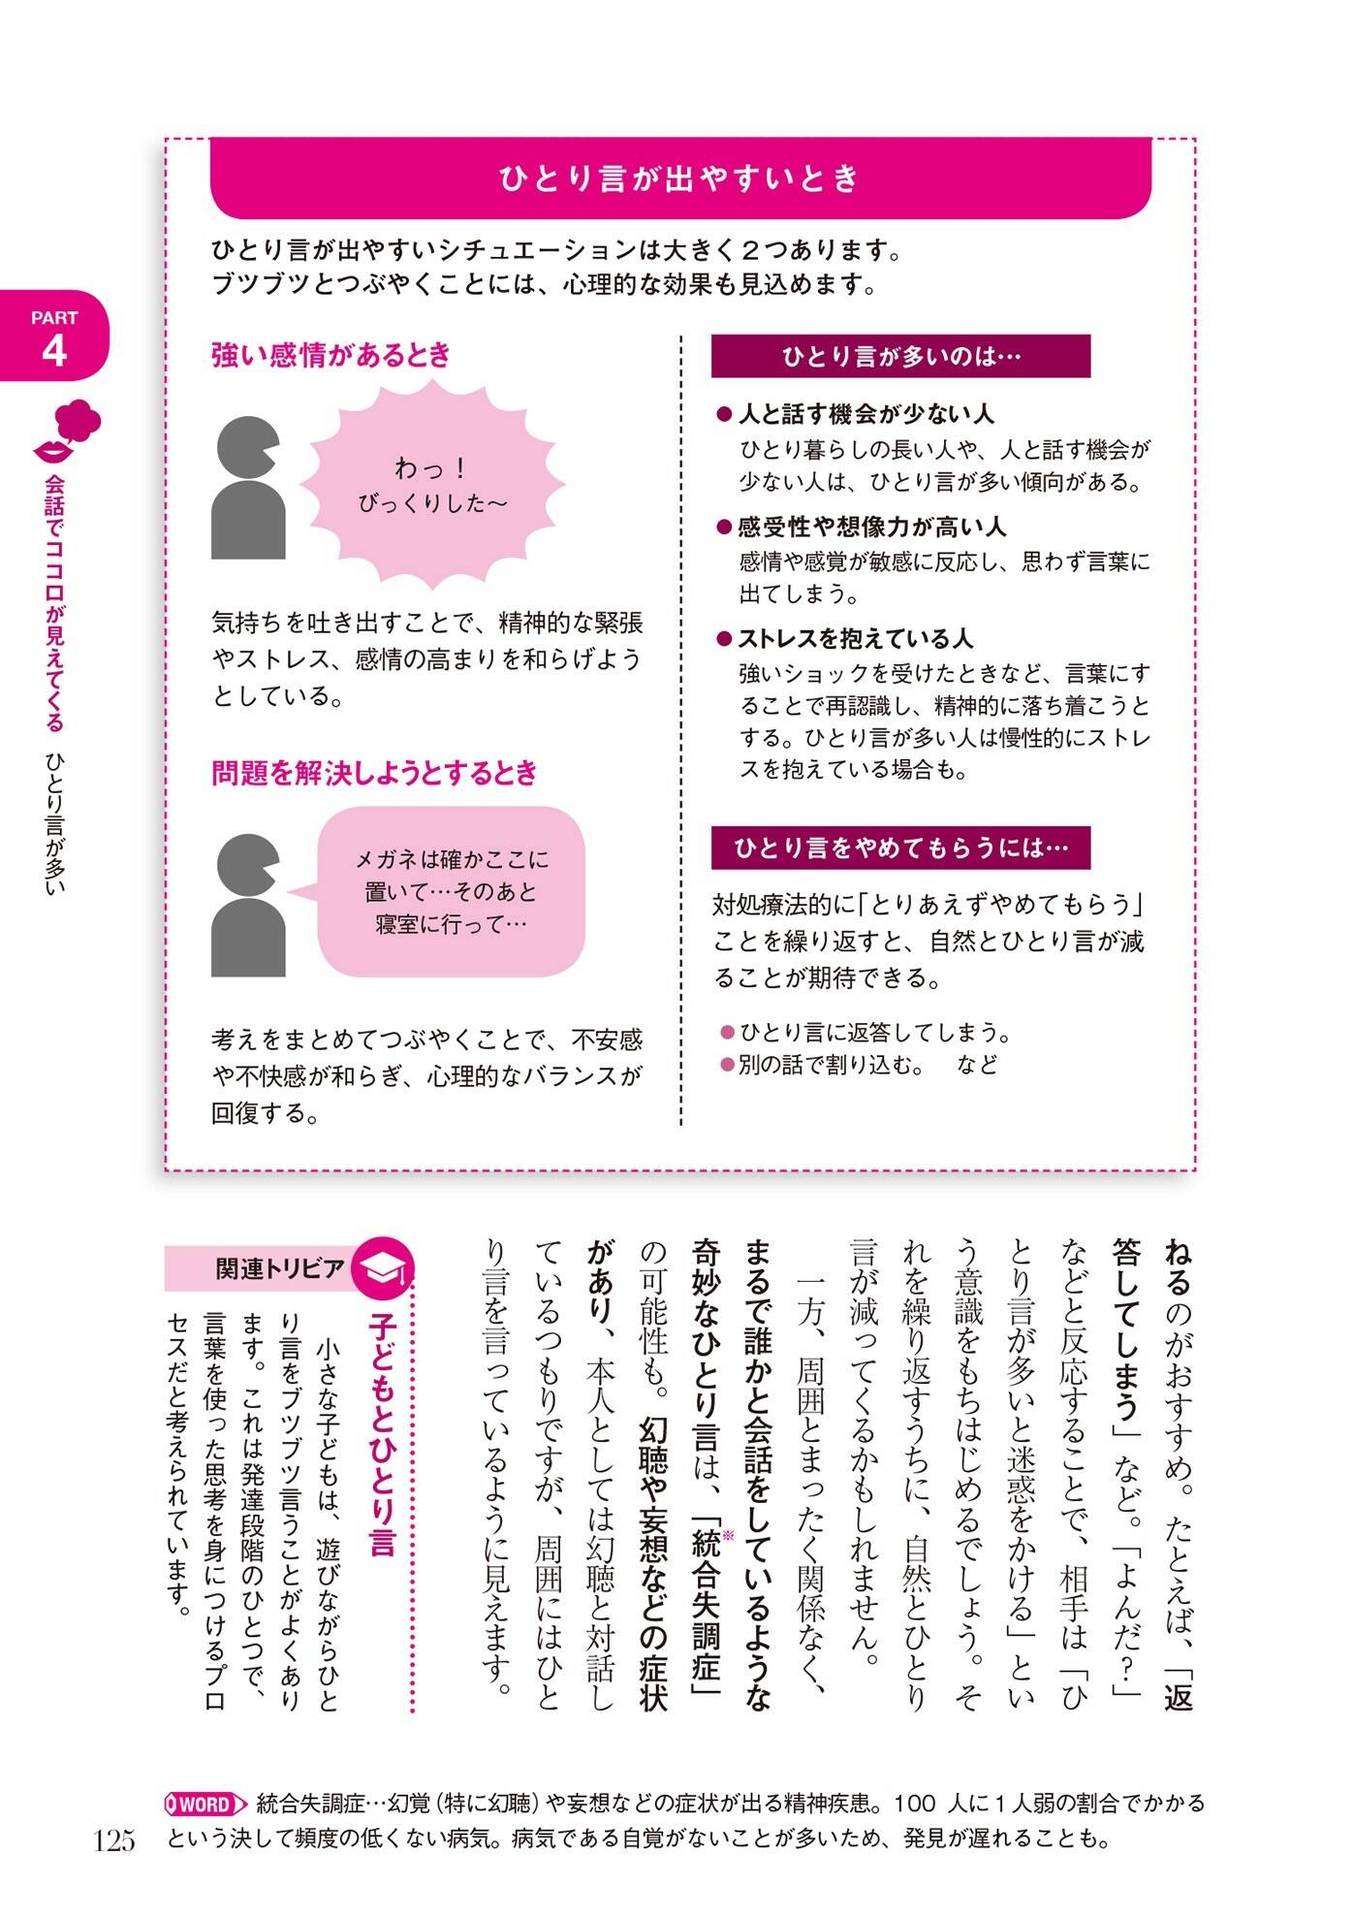 ひとり言が出やすいとき
ひとり言が出やすいシチュエーションは大きく2つあります。
ブツブツとつぶやくことには、心理的な効果も見込めます。
強い感情があるとき
わっ！
びっくりした〜
気持ちを吐き出すことで、精神的な緊張
やストレス、感情の高まりを和らげよう
としている。
問題を解決しようとするとき
メガネは確かここに
置いて…そのあと
寝室に行って…
考えをまとめてつぶやくことで、不安感
や不快感が和らぎ、心理的なバランスが
回復する。
ひとり言が多いのは…
●人と話す機会が少ない人
ひとり暮らしの長い人や、人と話す機会が
少ない人は、ひとり言が多い傾向がある。
●感受性や想像力が高い人
感情や感覚が敏感に反応し、思わず言葉に
出てしまう。
●ストレスを抱えている人
強いショックを受けたときなど、言葉にす
ることで再認識し、精神的に落ち着こうと
する。ひとり言が多い人は慢性的にストレ
スを抱えている場合も。
ひとり言をやめてもらうには…
対処療法的に「とりあえずやめてもらう」
ことを繰り返すと、自然とひとり言が減
ることが期待できる。
●ひとり言に返答してしまう。
●別の話で割り込む。　など
PART
4
会話でココロが見えてくる　ひとり言が多い
ねるのがおすすめ。たとえば、「返
答してしまう」など。「よんだ？」
などと反応することで、相手は「ひ
とり言が多いと迷惑をかける」とい
う意識をもちはじめるでしょう。そ
れを繰り返すうちに、自然とひとり
言が減ってくるかもしれません。
一方、周囲とまったく関係なく、
まるで誰かと会話をしているような
奇妙なひとり言は、「※統合失調症」
の可能性も。幻聴や妄想などの症状
があり、本人としては幻聴と対話し
ているつもりですが、周囲にはひと
り言を言っているように見えます。
関連トリビア
子どもとひとり言
小さな子どもは、遊びながらひと
り言をブツブツ言うことがよくあり
ます。これは発達段階のひとつで、
言葉を使った思考を身につけるプロ
セスだと考えられています。
WORD 統合失調症…幻覚（特に幻聴）や妄想などの症状が出る精神疾患。100 人に1人弱の割合でかかる
という決して頻度の低くない病気。病気である自覚がないことが多いため、発見が遅れることも。
125